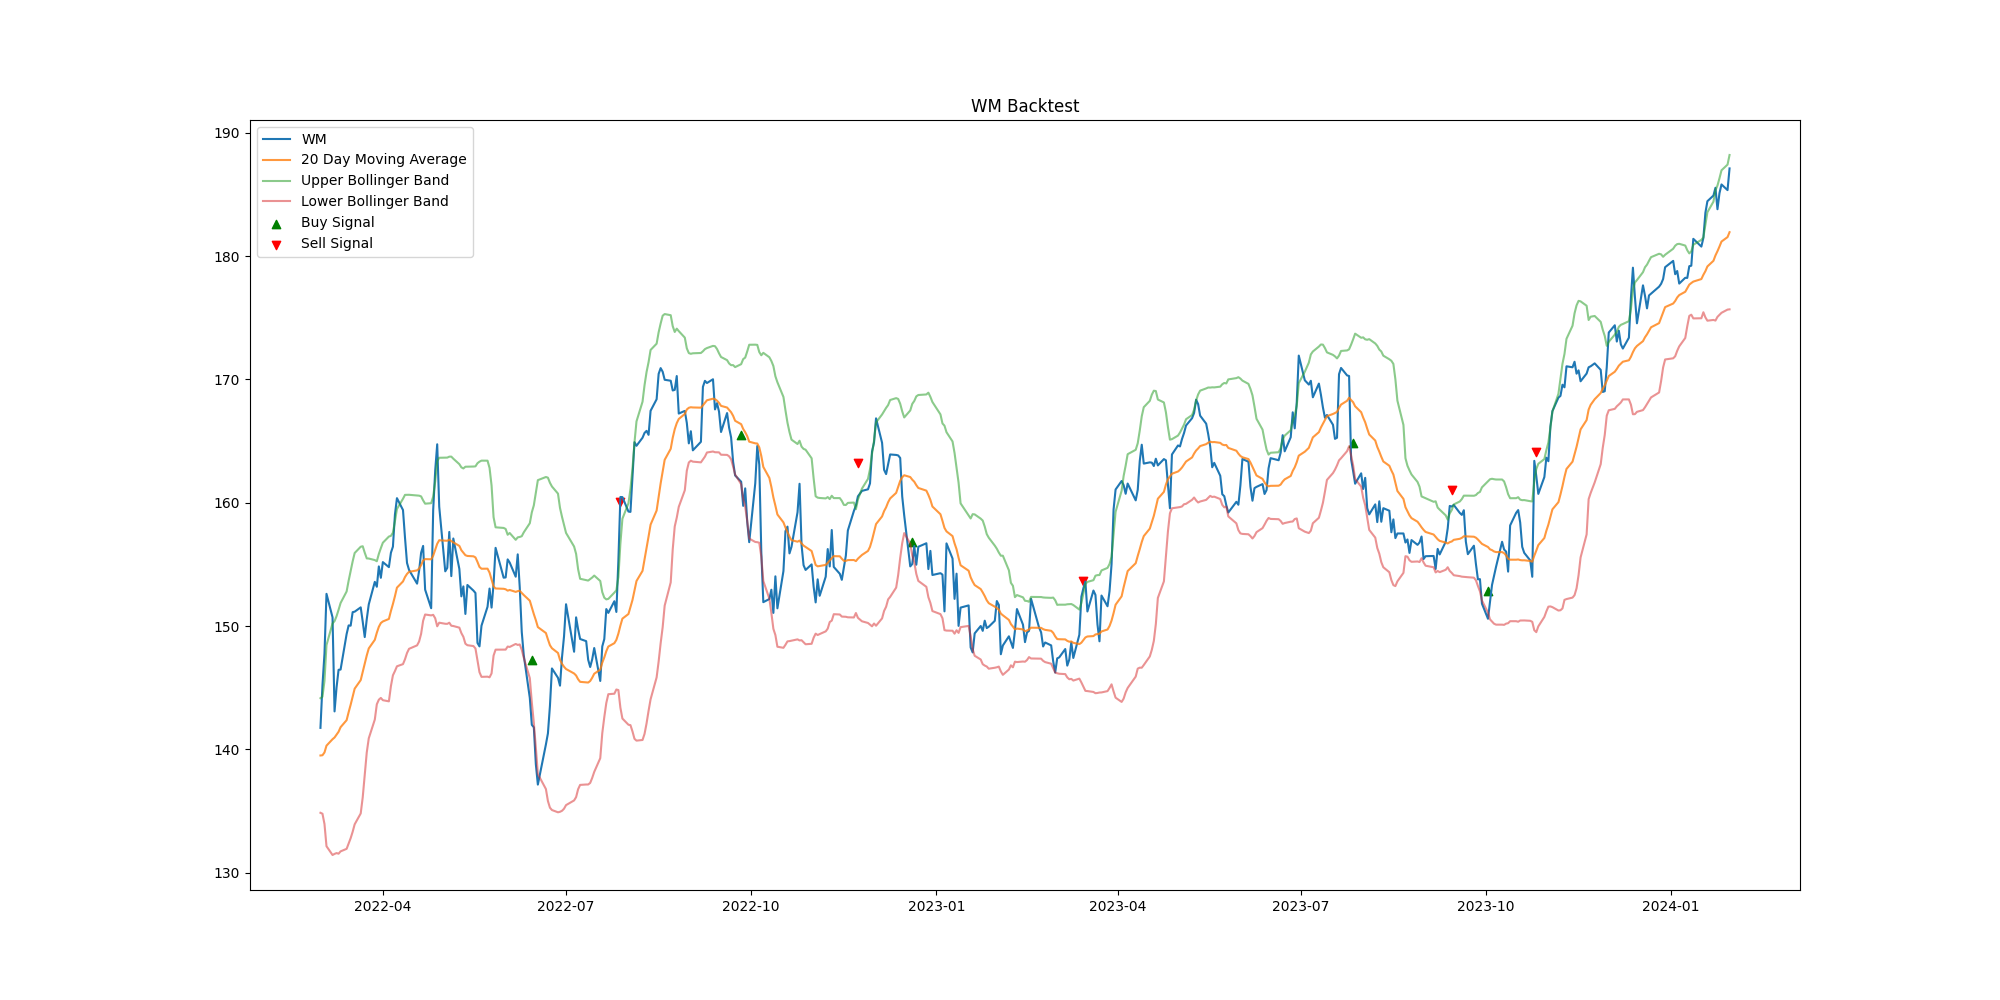 WM Backtest
190
180
170
160
150
140
130
WM
20 Day Moving Average
Upper Bollinger Band
Lower Bollinger Band
Buy Signal
Sell Signal
2022-04 2022-07 2022-10 2023-01 2023-04 2023-07 2023-10 2024-01